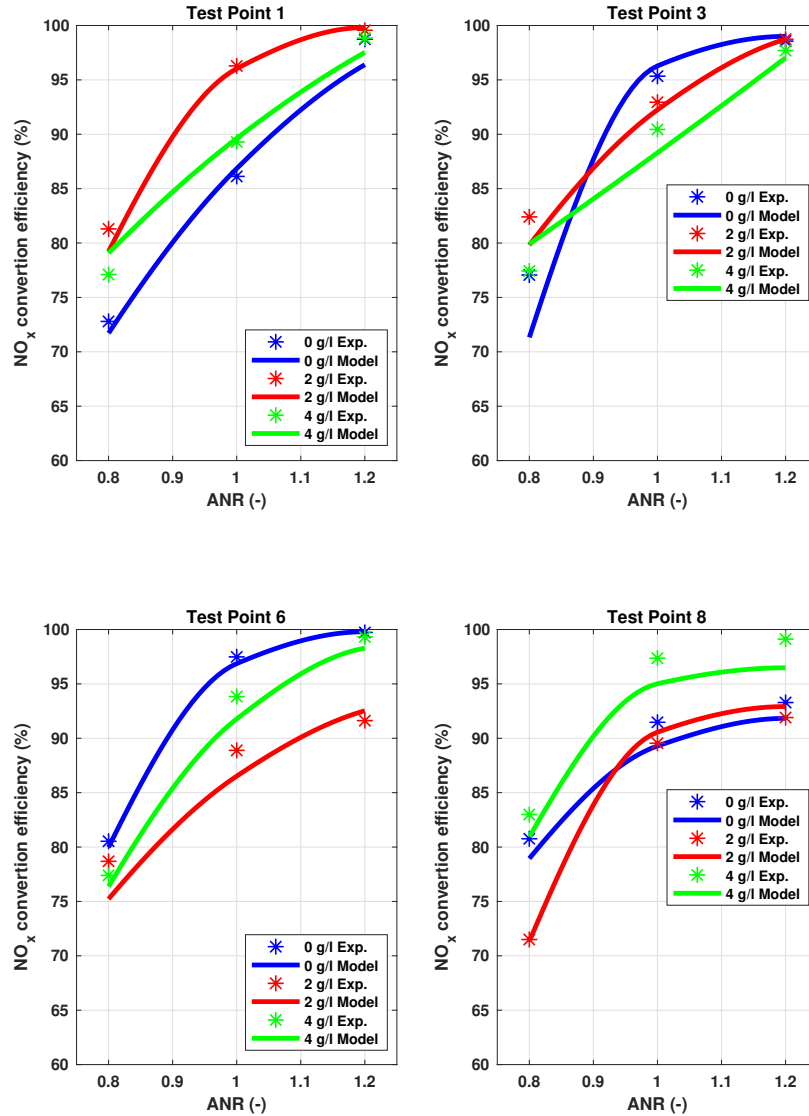 Test Point 1
100
95
90
85
80
75
70
65
60
NOx convertion efficiency (%)
0.8 0.9 1 1.1 1.2
ANR (-)
0 g/l Exp.
0 g/l Model
2 g/l Exp.
2 g/l Model
4 g/l Exp.
4 g/l Model
Test Point 3
100
95
90
85
80
75
70
65
60
NOx convertion efficiency (%)
0.8 0.9 1 1.1 1.2
ANR (-)
0 g/l Exp.
0 g/l Model
2 g/l Exp.
2 g/l Model
4 g/l Exp.
4 g/l Model
Test Point 6
100
95
90
85
80
75
70
65
60
NOx convertion efficiency (%)
0.8 0.9 1 1.1 1.2
ANR (-)
0 g/l Exp.
0 g/l Model
2 g/l Exp.
2 g/l Model
4 g/l Exp.
4 g/l Model
Test Point 8
100
95
90
85
80
75
70
65
60
NOx convertion efficiency (%)
0.8 0.9 1 1.1 1.2
ANR (-)
0 g/l Exp.
0 g/l Model
2 g/l Exp.
2 g/l Model
4 g/l Exp.
4 g/l Model